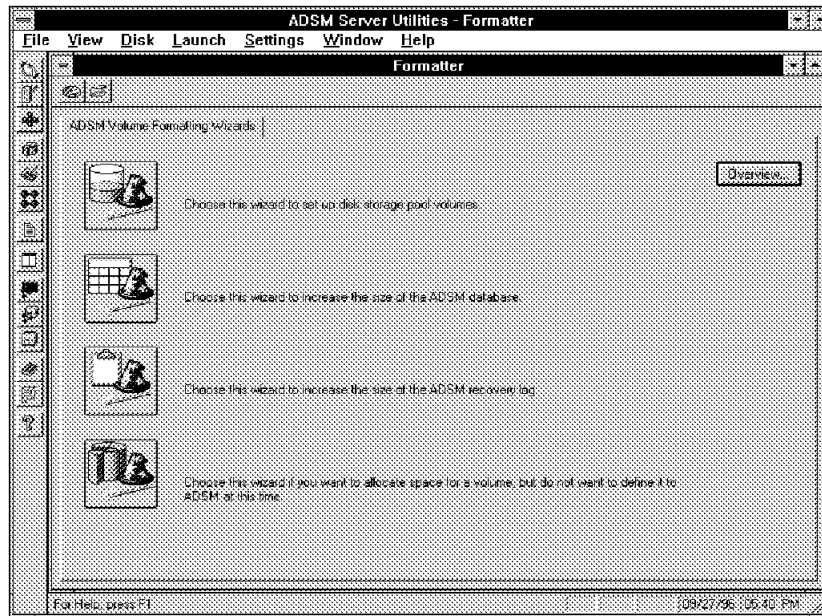 ADSM Server Utilities - Formatter
File View Disk Launch Settings Window Help
Formatter
ADSM Volume Formatting Wizards
Overview...
Choose this wizard to set up disk storage pool volumes.
Choose this wizard to increase the size of the ADSM database.
Choose this wizard to increase the size of the ADSM recovery log.
Choose this wizard if you want to allocate space for a volume, but do not want to define it to
ADSM at this time.
For Help, press F1
09/27/96 05:40 PM